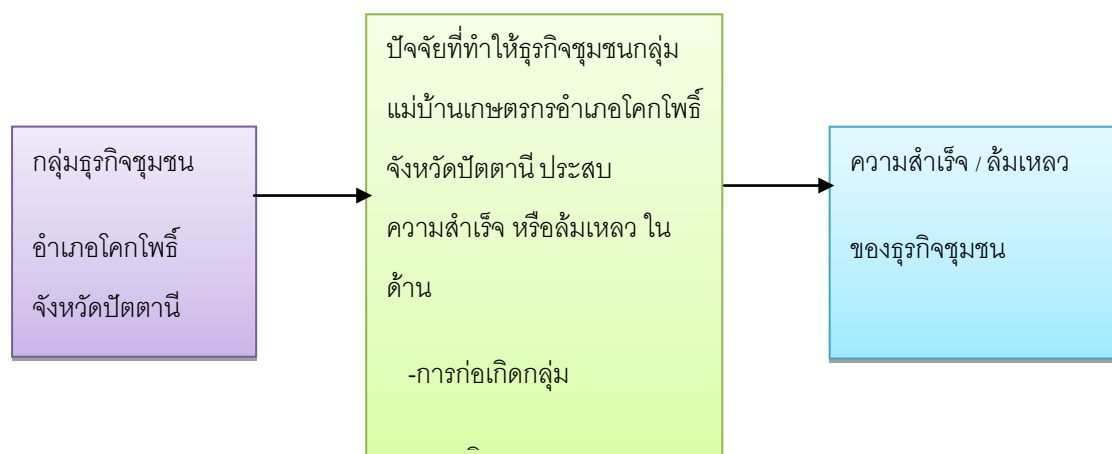 กลุ่มธุรกิจชุมชน
อำเภอโคกโพธิ์
จังหวัดปัตตานี
ปัจจัยที่ทำให้ธุรกิจชุมชนกลุ่ม
แม่บ้านเกษตรกรอำเภอโคกโพธิ์
จังหวัดปัตตานี ประสบ
ความสำเร็จ หรือล้มเหลว ใน
ด้าน
-การก่อเกิดกลุ่ม
ความสำเร็จ / ล้มเหลว
ของธุรกิจชุมชน